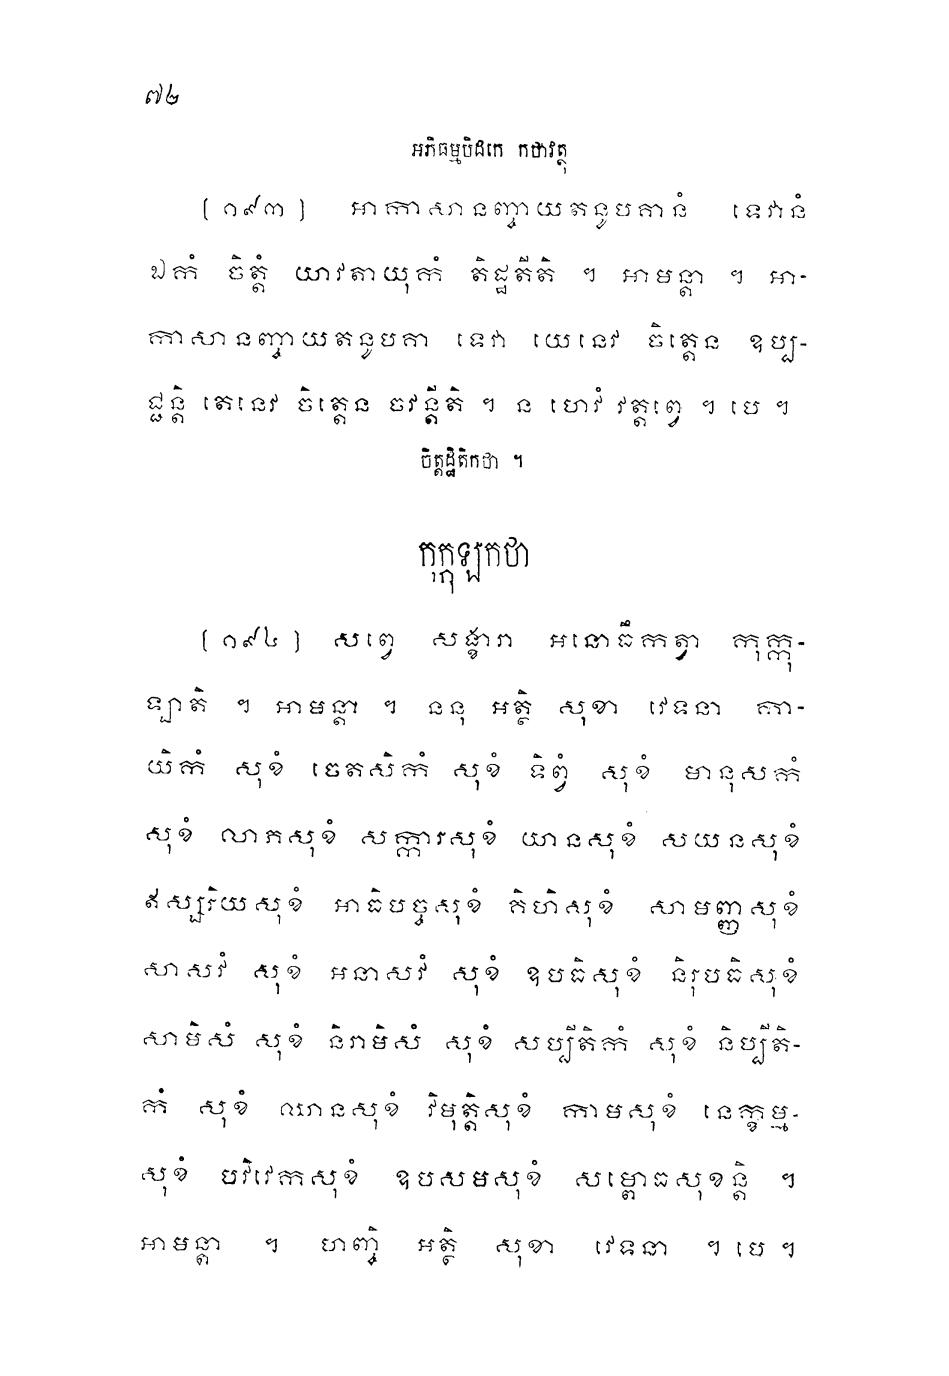 ៧៤
អភិធម្មបិដកេ កថាវត្ថុ
[១៩៣] អាកាសានញ្ចាយតនូបគានំ ទេវានំ
ឯកំ ចិត្តំ យាវតាយុកំ តិដ្ឋតីតិ ។ អាមន្តា ។ អា-
កាសានញ្ចាយតនូបគា ទេវា យេនេវ ចិត្តេន ឧប្ប-
ជ្ជន្តិ តេនេវ ចិត្តេន ចវន្តីតិ ។ ន ហេវំ វត្តព្វេ ។ បេ ។
ចិត្តដ្ឋិតិកថា ។
កុក្កុឡកថា
[១៩៤] សព្វេ សង្ខារា អនោធឹកត្វា កុក្កុ-
ឡាតិ ។ អាមន្តា ។ ននុ អត្ថិ សុខា វេទនា កា-
យិកំ សុខំ ចេតសិកំ សុខំ ទិព្វំ សុខំ មានុសកំ
សុខំ លាភសុខំ សក្ការសុខំ យានសុខំ សយនសុខំ
ឥស្សរិយសុខំ អាធិបច្ចសុខំ គិហិសុខំ សាមញ្ញសុខំ
សាសវំ សុខំ អនាសវំ សុខំ ឧបធិសុខំ និរុបធិសុខំ
សាមិសំ សុខំ និរាមិសំ សុខំ សប្បីតិកំ សុខំ និប្បីតិ-
កំ សុខំ ឈានសុខំ វិមុត្តិសុខំ កាមសុខំ នេក្ខម្ម-
សុខំ បវិវេកសុខំ ឧបសមសុខំ សម្ពោធសុខន្តិ ។
អាមន្តា ។ ហញ្ចិ អត្ថិ សុខា វេទនា ។ បេ ។